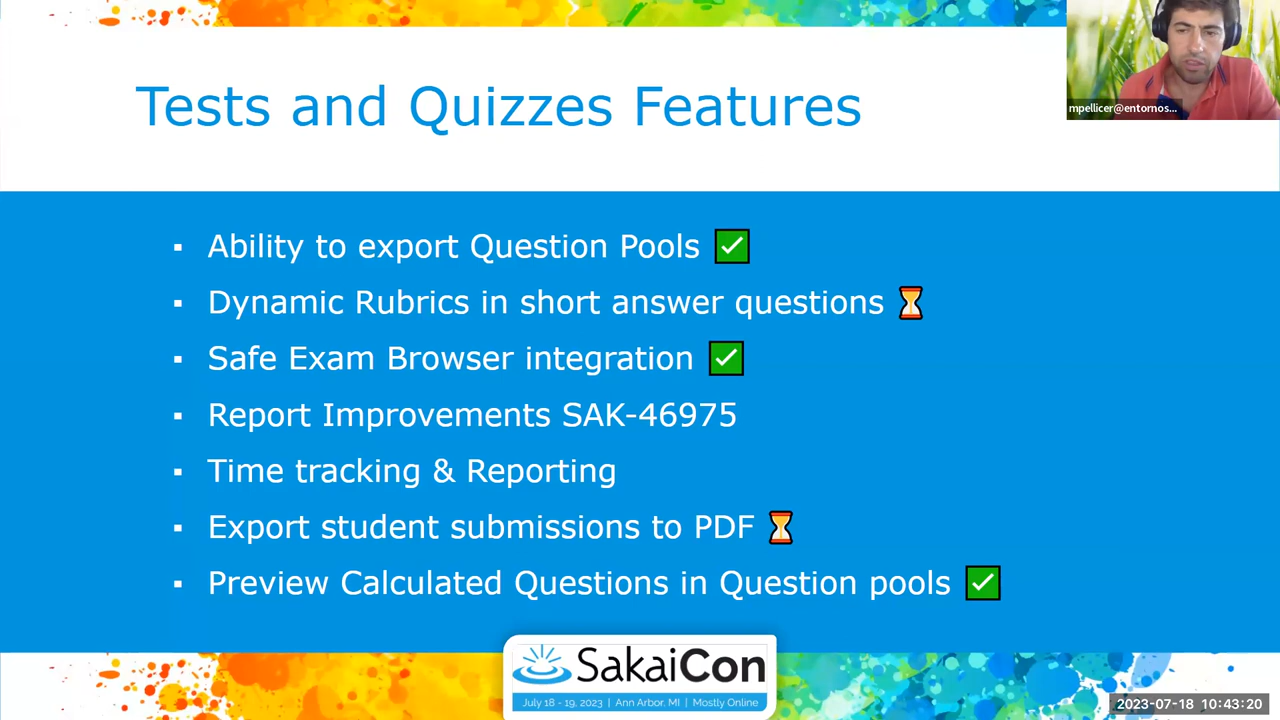 Tests and Quizzes Features
mpellicer@entornos...
▪ Ability to export Question Pools ✅
▪ Dynamic Rubrics in short answer questions ⏳
▪ Safe Exam Browser integration ✅
▪ Report Improvements SAK-46975
▪ Time tracking & Reporting
▪ Export student submissions to PDF ⏳
▪ Preview Calculated Questions in Question pools ✅
SakaiCon
July 18 - 19, 2023 | Ann Arbor, MI | Mostly Online
2023-07-18 10:43:20